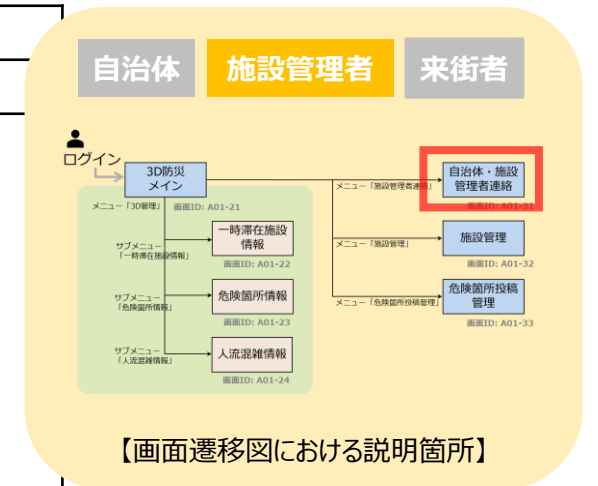 自治体
施設管理者
来街者
ログイン
3D防災
メイン
メニュー「3D管理」
画面ID: A01-21
サブメニュー
「一時滞在施設情報」
一時滞在施設
情報
画面ID: A01-22
サブメニュー
「危険箇所情報」
危険箇所情報
画面ID: A01-23
サブメニュー
「人流混雑情報」
人流混雑情報
画面ID: A01-24
メニュー「施設管理者連絡」
自治体・施設
管理者連絡
画面ID: A01-31
メニュー「施設管理」
施設管理
画面ID: A01-32
メニュー「危険箇所投稿管理」
危険箇所投稿
管理
画面ID: A01-33
【画面遷移図における説明箇所】